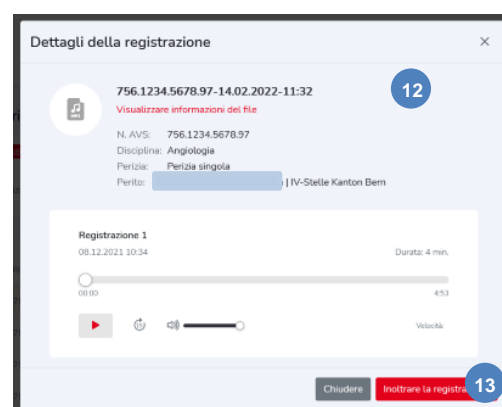 Dettagli della registrazione
12
756.1234.5678.97-14.02.2022-11:32
Visualizzare informazioni del file
N. AVS: 756.1234.5678.97
Disciplina: Angiologia
Perizia: Perizia singola
Perito: | IV-Stelle Kanton Bern
Registrazione 1
08.12.2021 10:34 Durata: 4 min.
00:00 4:53
Velocità
Chiudere Inoltrare la registra 13